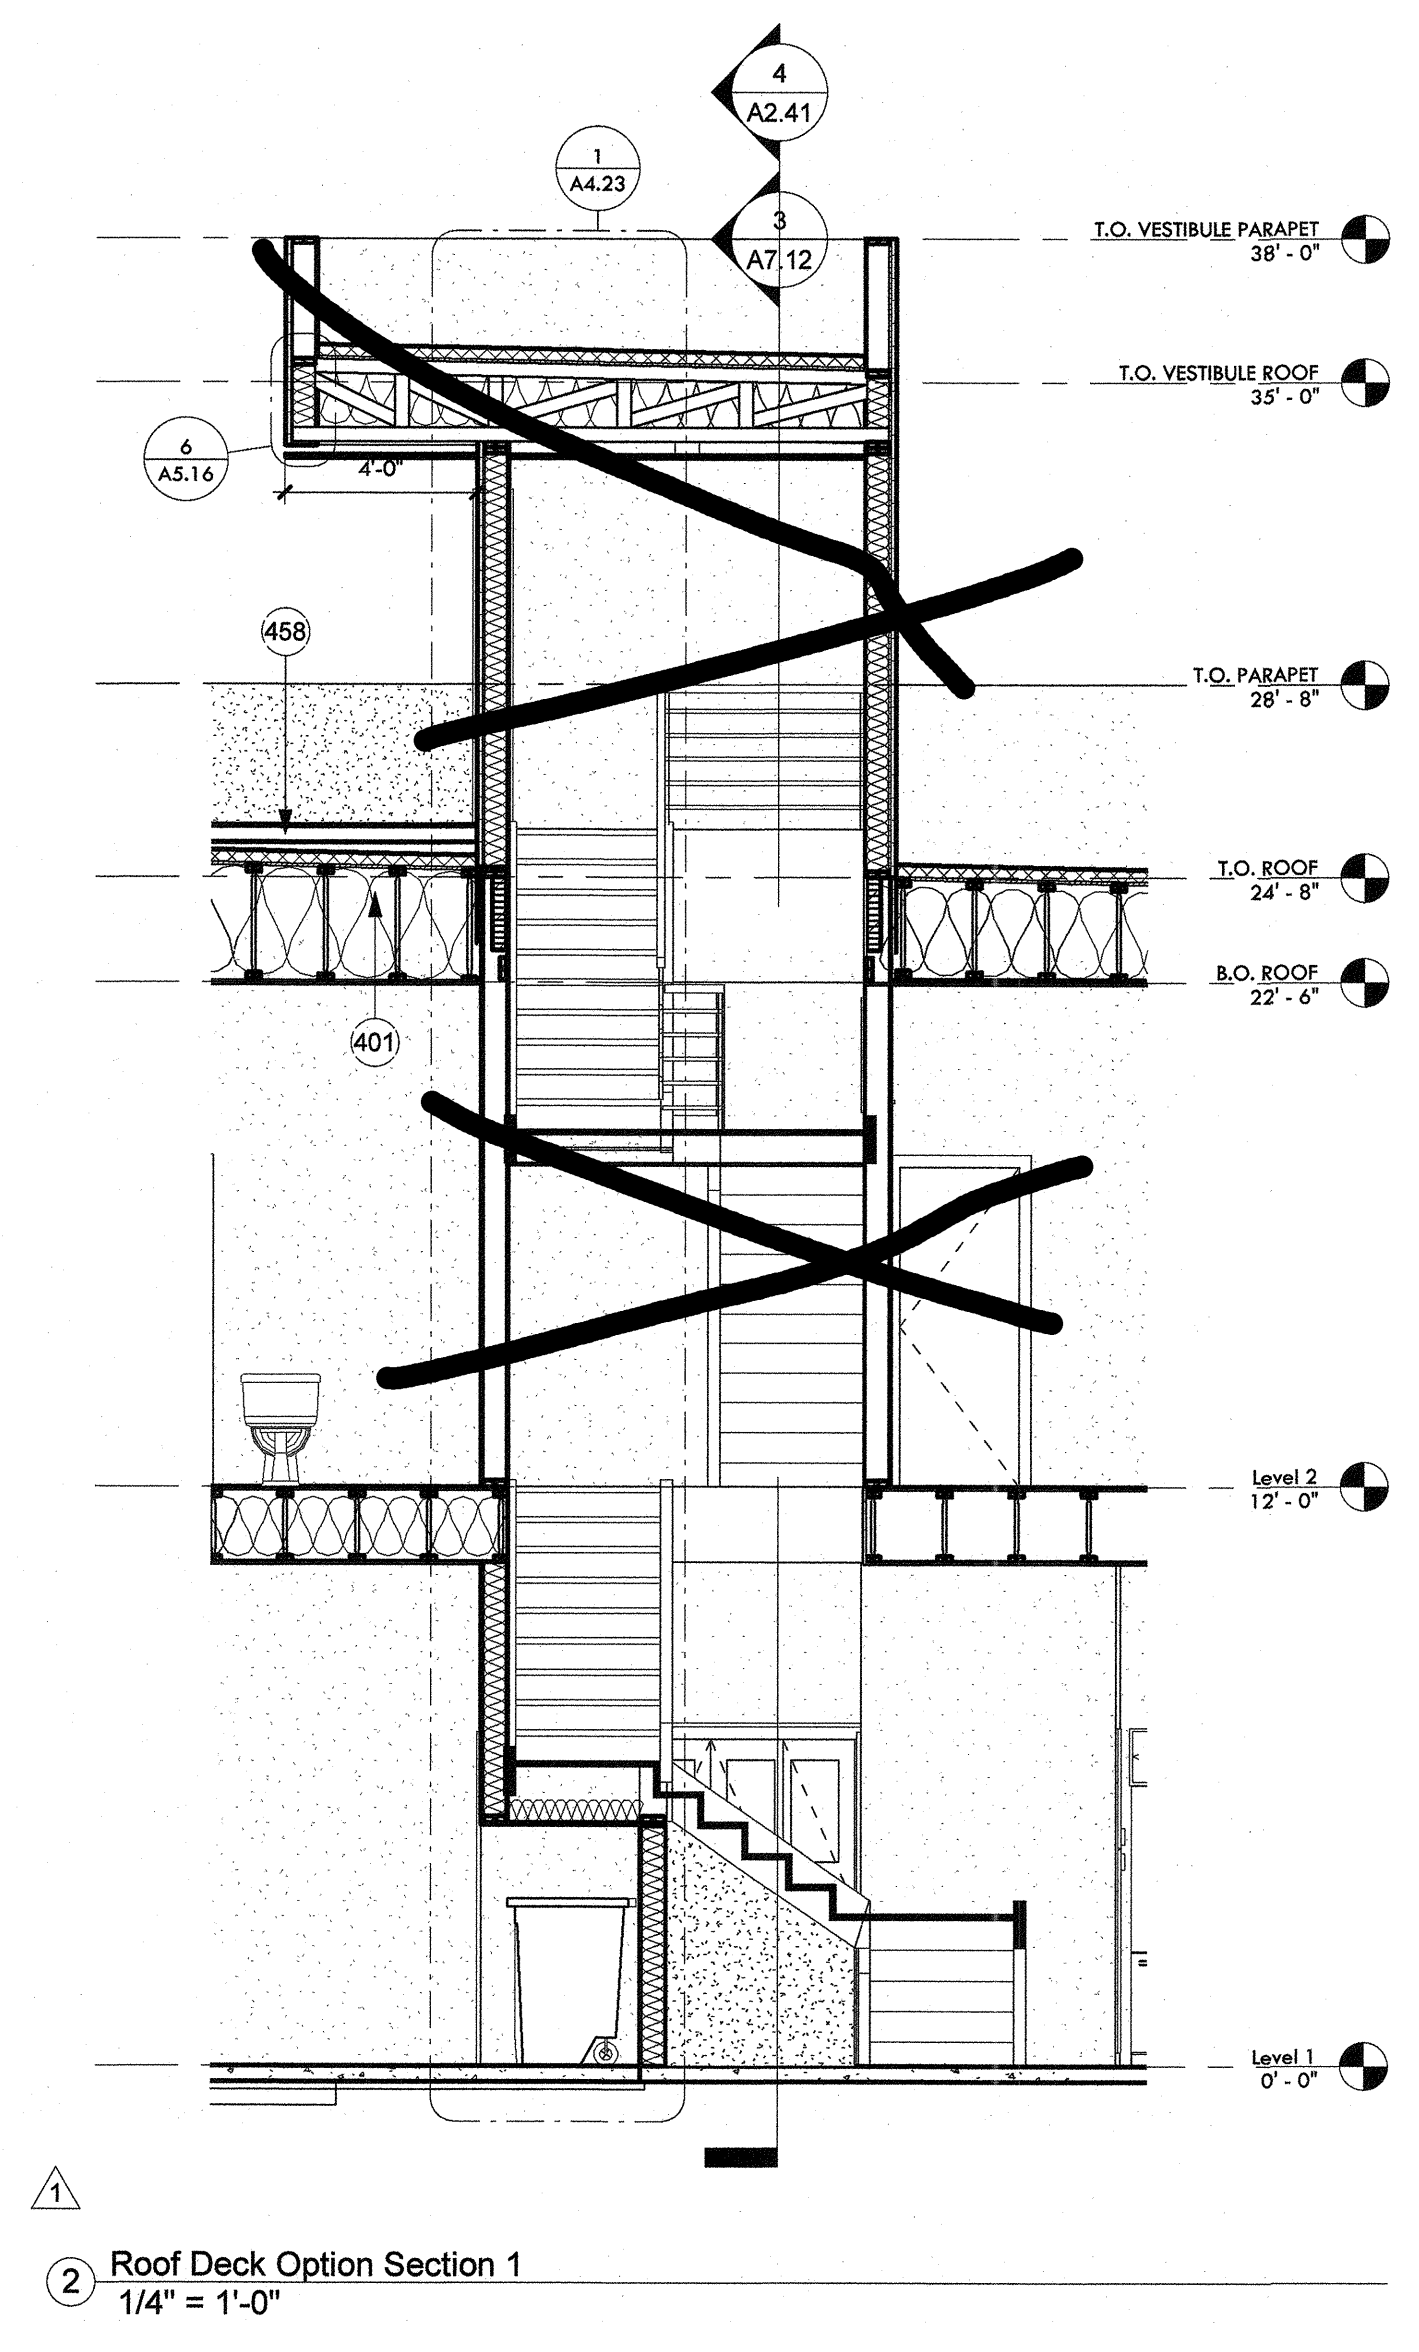 4
A2.41
1
A4.23
3
A7.12
T.O. VESTIBULE PARAPET
38' - 0"
T.O. VESTIBULE ROOF
35' - 0"
6
A5.16
4'-0"
458
T.O. PARAPET
28' - 8"
T.O. ROOF
24' - 8"
B.O. ROOF
22' - 6"
401
Level 2
12' - 0"
Level 1
0' - 0"
1
2
Roof Deck Option Section 1
1/4" = 1'-0"